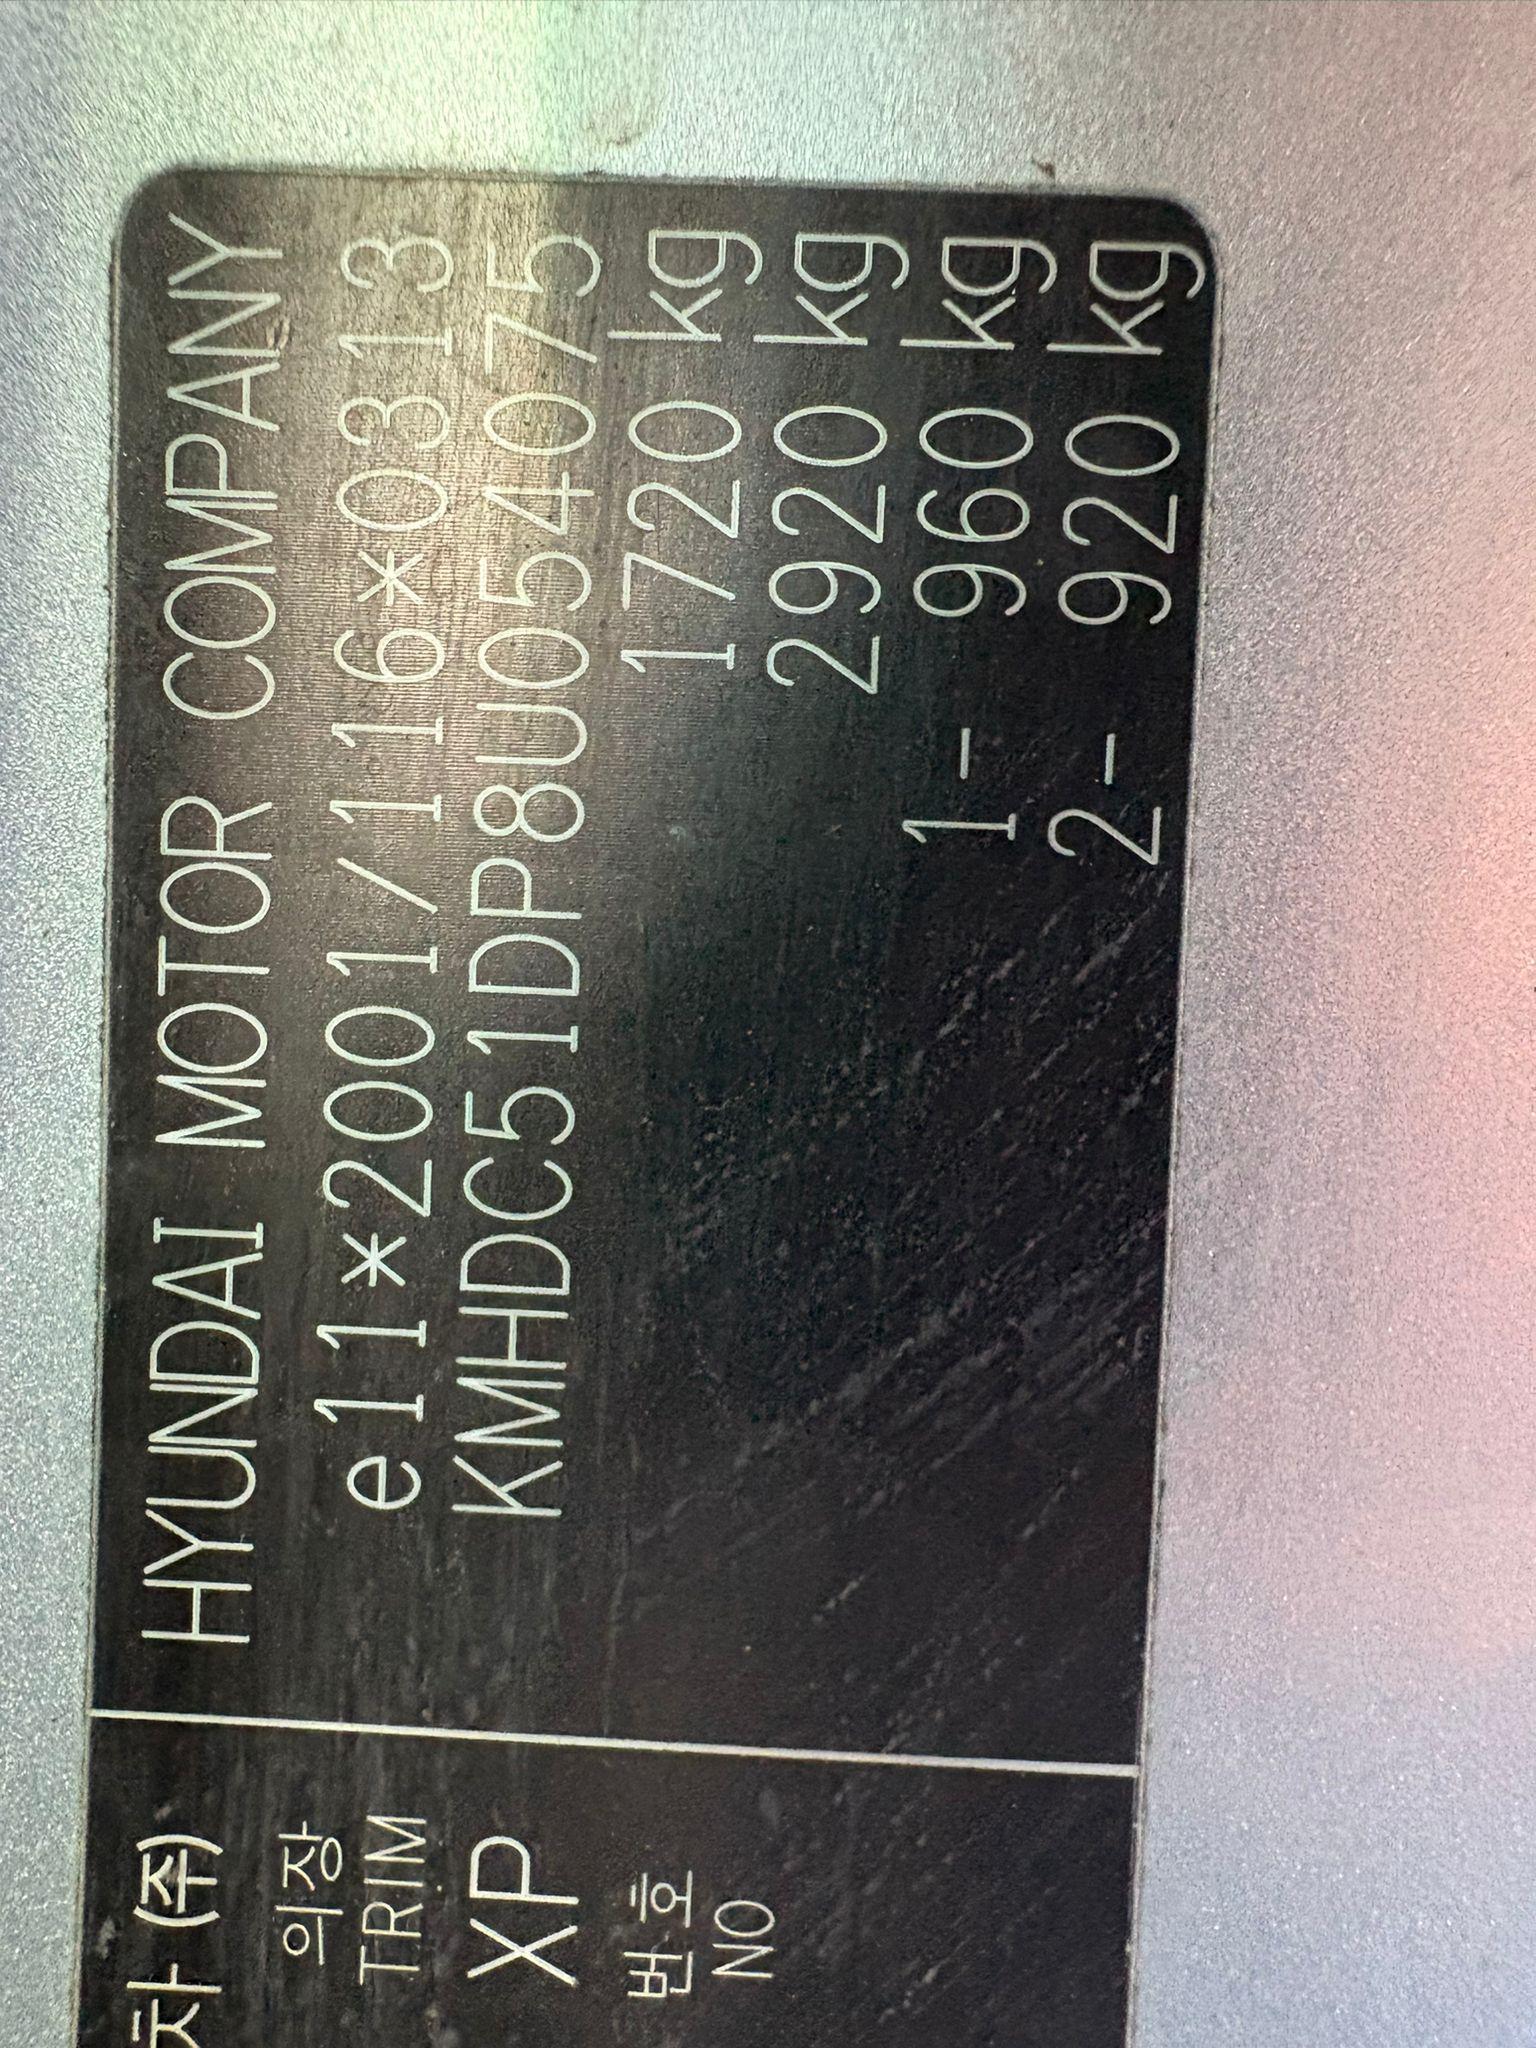 차 (주)
의장
TRIM
XP
번호
NO
HYUNDAI MOTOR COMPANY
e11*2001/116*0313
KMHDC51DP8U054075
1720 kg
2920 kg
1- 960 kg
2- 920 kg